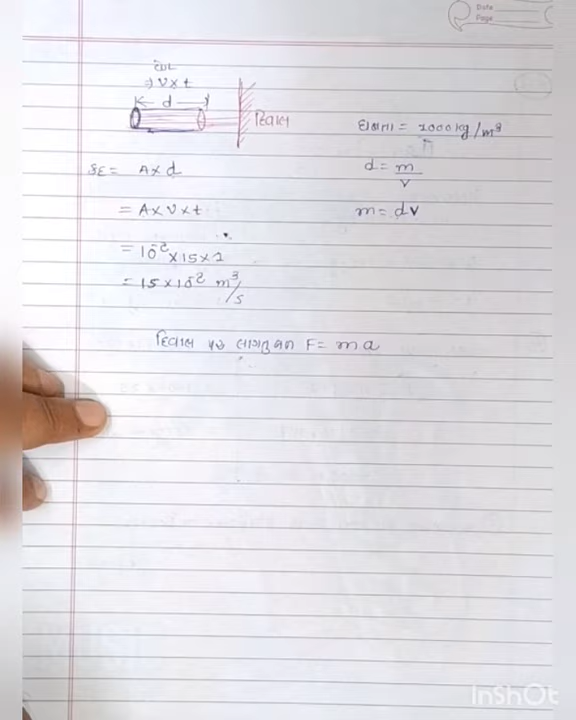 Date
Page
⇒ V×t
d
દિવાલ
ઘનતા = 1000 kg/m³
કદ = A×d
d = m/v
= A×V×t
m = dv
= 10⁻² ×15×1
= 15×10⁻² m³/s
દિવાલ પર લાગતુ બળ F = ma
InShOt